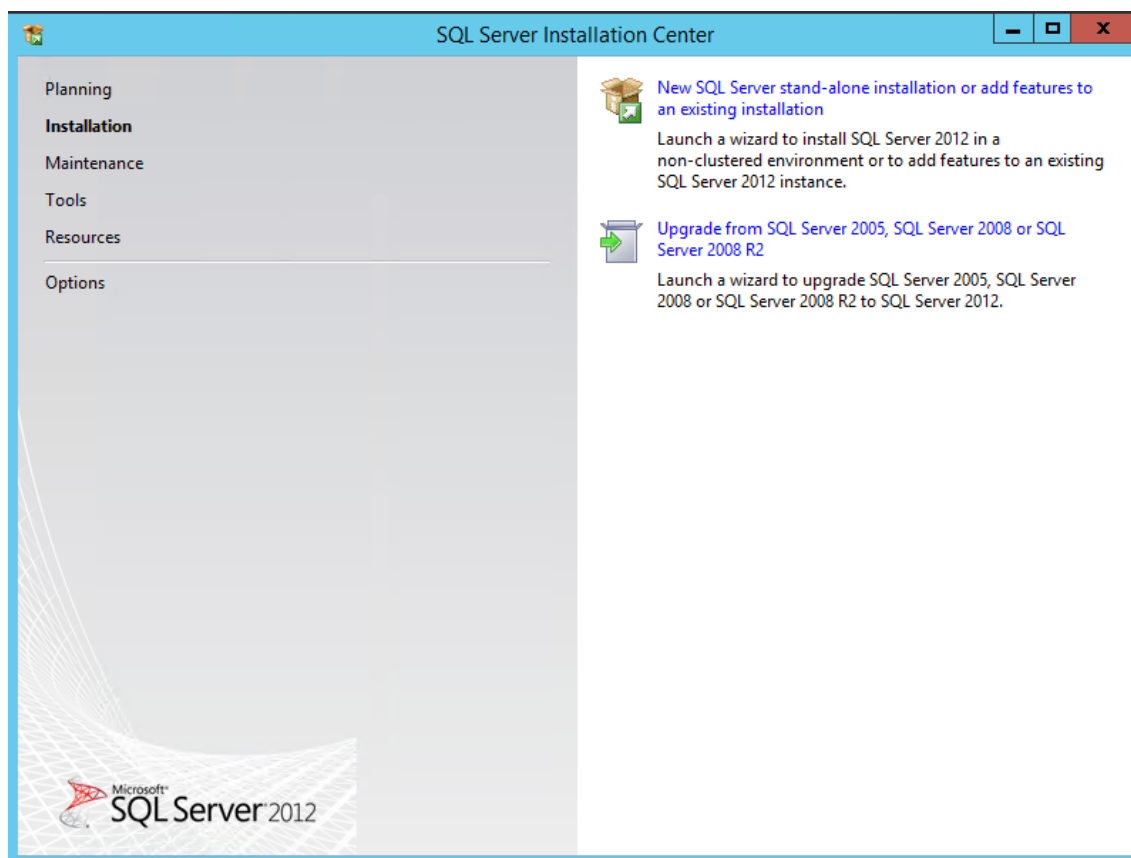 SQL Server Installation Center
Planning
Installation
Maintenance
Tools
Resources
Options
New SQL Server stand-alone installation or add features to
an existing installation
Launch a wizard to install SQL Server 2012 in a
non-clustered environment or to add features to an existing
SQL Server 2012 instance.
Upgrade from SQL Server 2005, SQL Server 2008 or SQL
Server 2008 R2
Launch a wizard to upgrade SQL Server 2005, SQL Server
2008 or SQL Server 2008 R2 to SQL Server 2012.
Microsoft®
SQL Server 2012